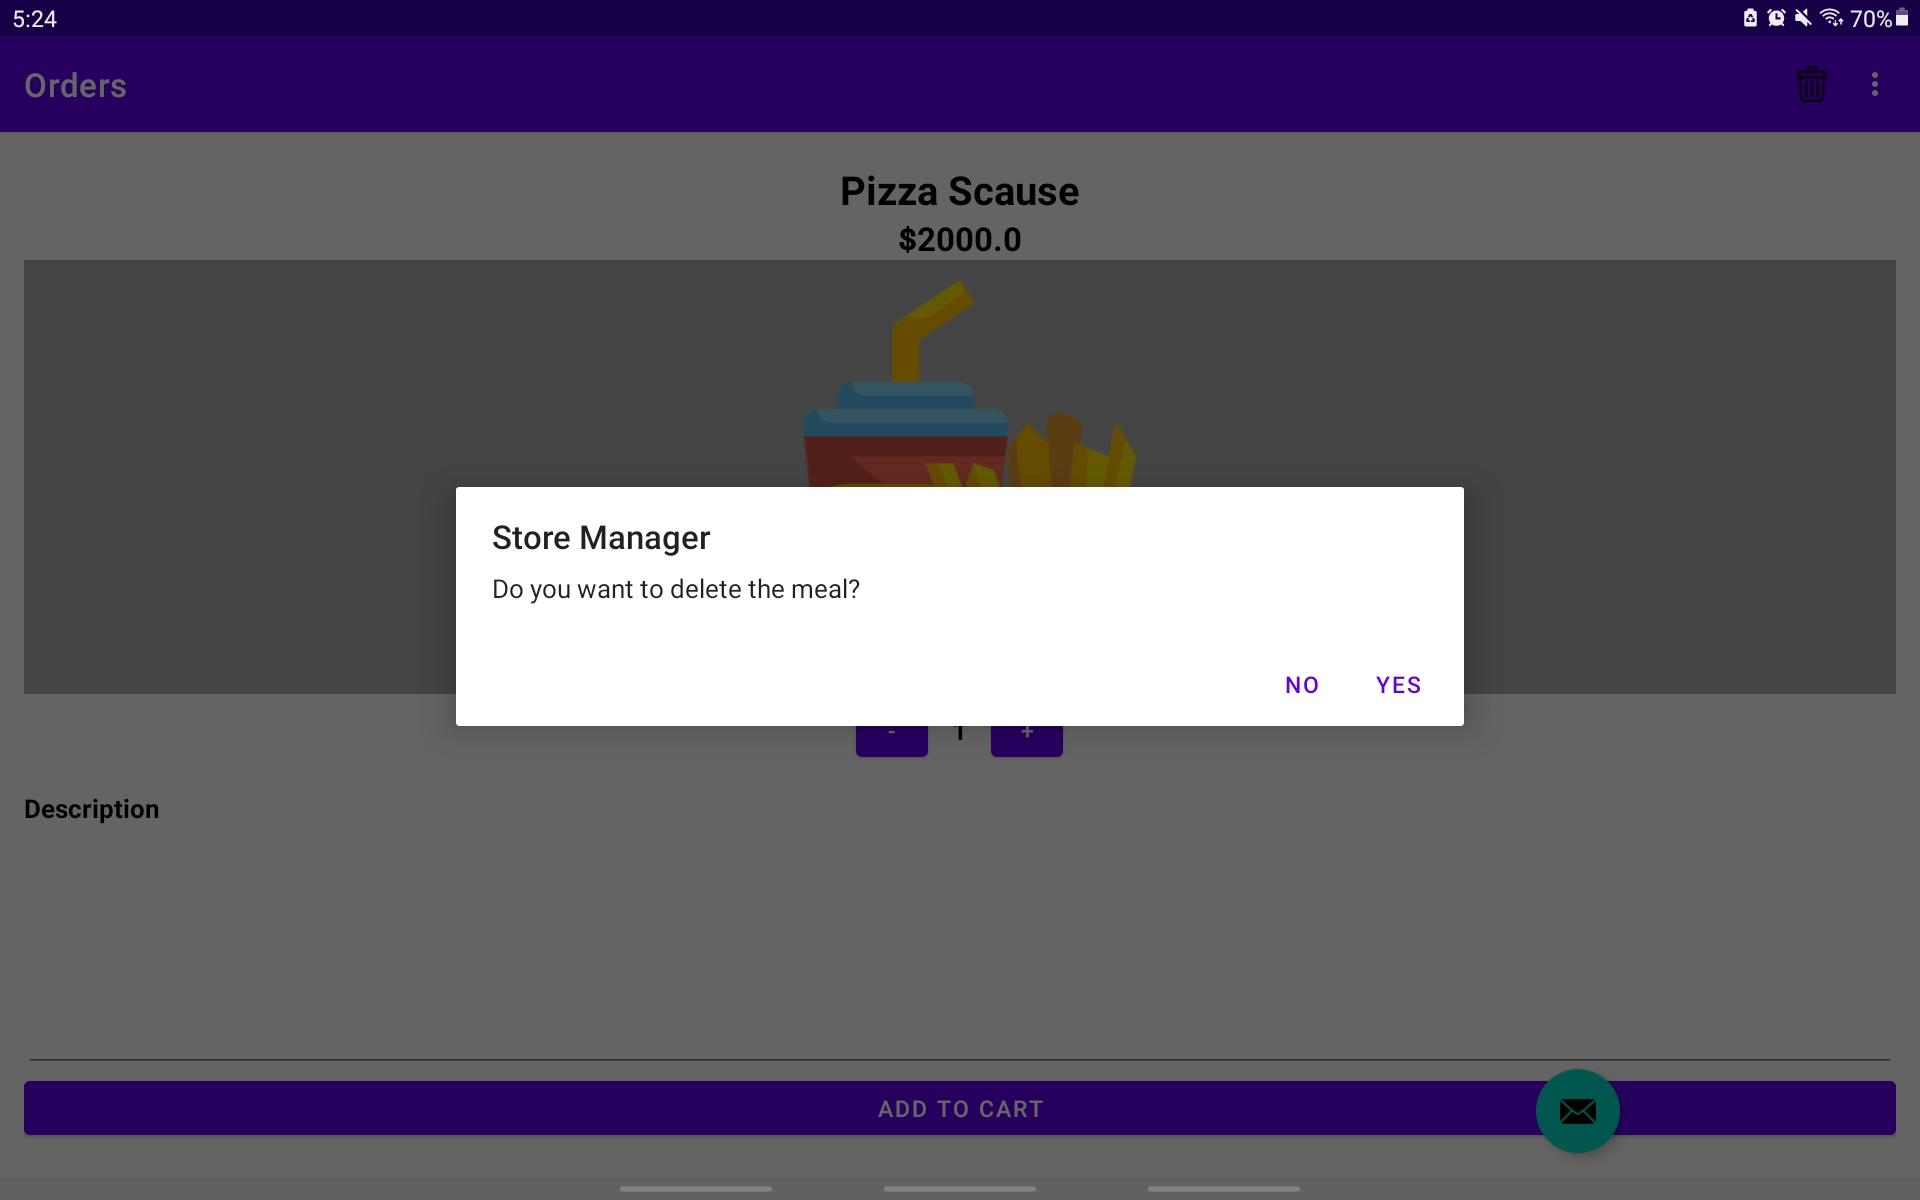 5:24
70%
Orders
Pizza Scause
$2000.0
Store Manager
Do you want to delete the meal?
NO YES
- 1 +
Description
ADD TO CART